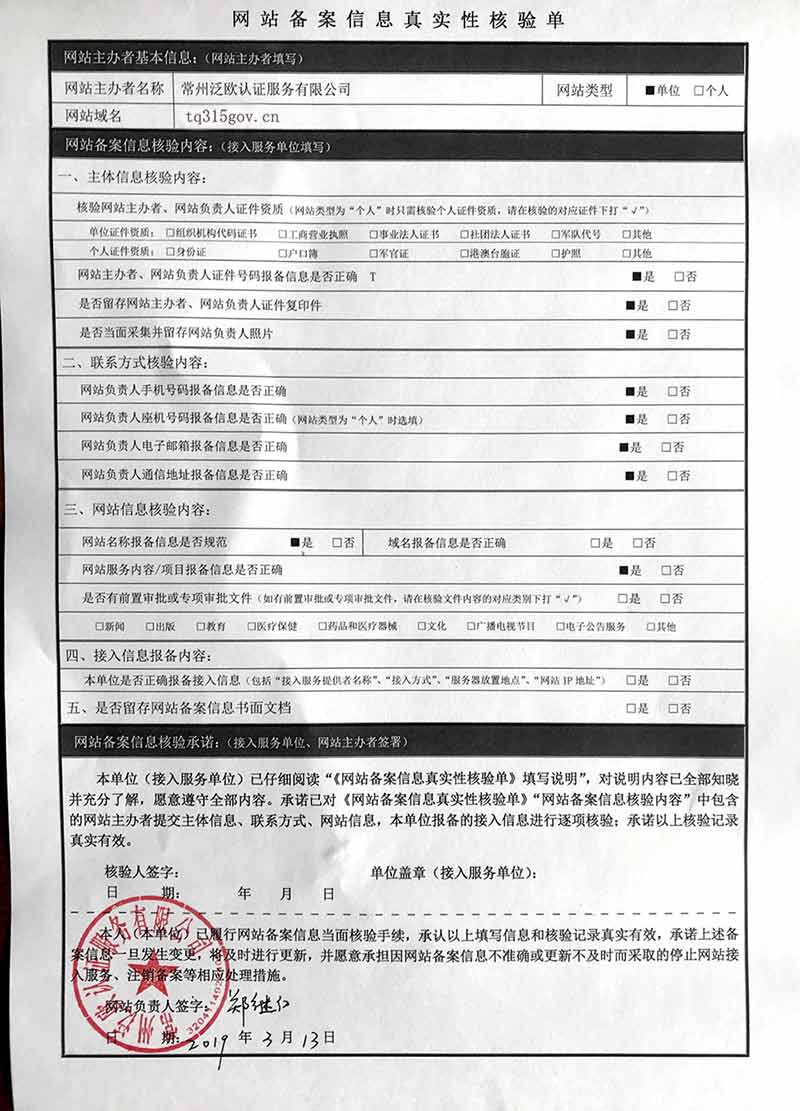 网站备案信息真实性核验单
网站主办者基本信息：（网站主办者填写）
网站主办者名称 常州泛欧认证服务有限公司 网站类型 ■单位 □个人
网站域名 tq315gov.cn
网站备案信息核验内容：（接入服务单位填写）
一、主体信息核验内容：
核验网站主办者、网站负责人证件资质（网站类型为“个人”时只需核验个人证件资质，请在核验的对应证件下打“√”）
单位证件资质： □组织机构代码证书 □工商营业执照 □事业法人证书 □社团法人证书 □军队代号 □其他
个人证件资质：□身份证 □户口簿 □军官证 □港澳台胞证 □护照 □其他
网站主办者、网站负责人证件号码报备信息是否正确 T ■是 □否
是否留存网站主办者、网站负责人证件复印件 ■是 □否
是否当面采集并留存网站负责人照片 ■是 □否
二、联系方式核验内容：
网站负责人手机号码报备信息是否正确 ■是 □否
网站负责人座机号码报备信息是否正确（网站类型为“个人”时选填） ■是 □否
网站负责人电子邮箱报备信息是否正确 ■是 □否
网站负责人通信地址报备信息是否正确 ■是 □否
三、网站信息核验内容：
网站名称报备信息是否规范 ■是 □否 域名报备信息是否正确 □是 □否
网站服务内容/项目报备信息是否正确 ■是 □否
是否有前置审批或专项审批文件（如有前置审批或专项审批文件，请在核验文件内容的对应类别下打“√”） □是 □否
□新闻 □出版 □教育 □医疗保健 □药品和医疗器械 □文化 □广播电视节目 □电子公告服务 □其他
四、接入信息报备内容：
本单位是否正确报备接入信息（包括“接入服务提供者名称”、“接入方式”、“服务器放置地点”、“网站 IP 地址”） □是 □否
五、是否留存网站备案信息书面文档 □是 □否
网站备案信息核验承诺：（接入服务单位、网站主办者签署）
本单位（接入服务单位）已仔细阅读“《网站备案信息真实性核验单》填写说明”，对说明内容已全部知晓
并充分了解，愿意遵守全部内容。承诺已对《网站备案信息真实性核验单》“网站备案信息核验内容”中包含
的网站主办者提交主体信息、联系方式、网站信息，本单位报备的接入信息进行逐项核验；承诺以上核验记录
真实有效。
核验人签字： 单位盖章（接入服务单位）：
日 期： 年 月 日
本人（本单位）已履行网站备案信息当面核验手续，承认以上填写信息和核验记录真实有效，承诺上述备
案信息一旦发生变更，将及时进行更新，并愿意承担因网站备案信息不准确或更新不及时而采取的停止网站接
入服务、注销备案等相应处理措施。
网站负责人签字：郑继红
日 期：2019 年 3 月 13 日
常州泛欧认证服务有限公司